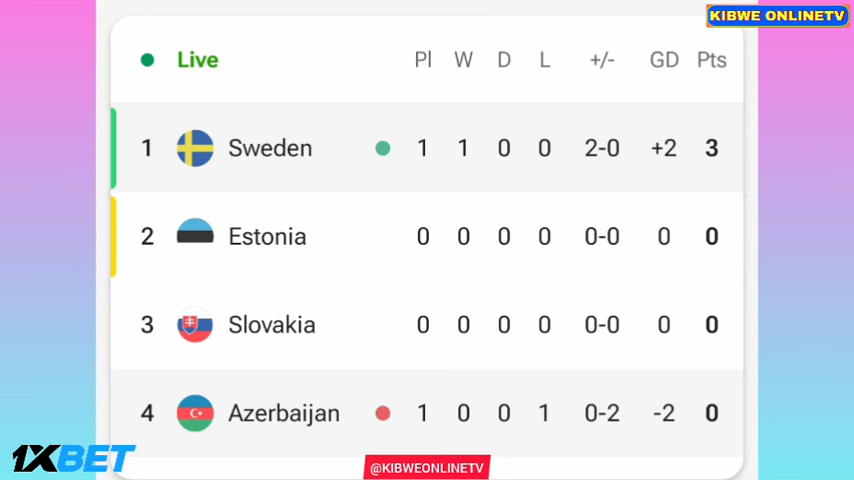 KIBWE ONLINETV
Live Pl W D L +/- GD Pts
1 Sweden 1 1 0 0 2-0 +2 3
2 Estonia 0 0 0 0 0-0 0 0
3 Slovakia 0 0 0 0 0-0 0 0
4 Azerbaijan 1 0 0 1 0-2 -2 0
1XBET
@KIBWEONLINETV